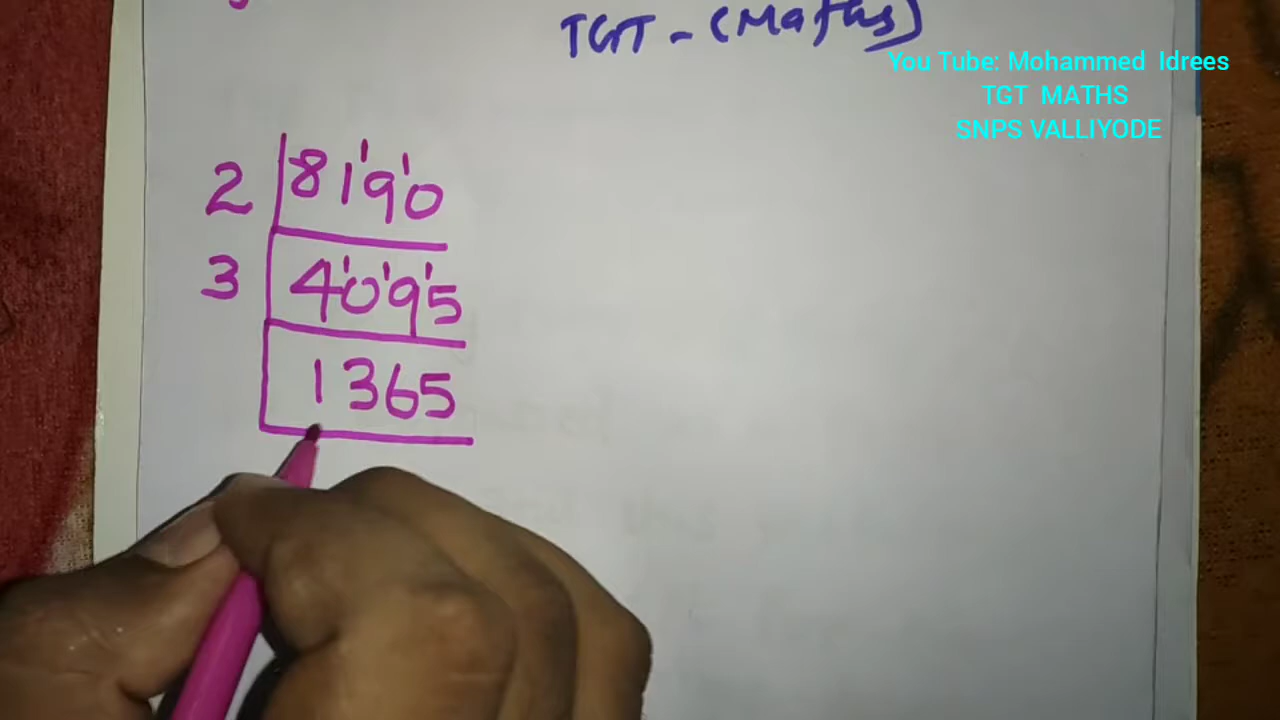 TGT - (Maths)
You Tube: Mohammed Idrees
TGT MATHS
SNPS VALLIYODE
2 8190
3 4095
1365